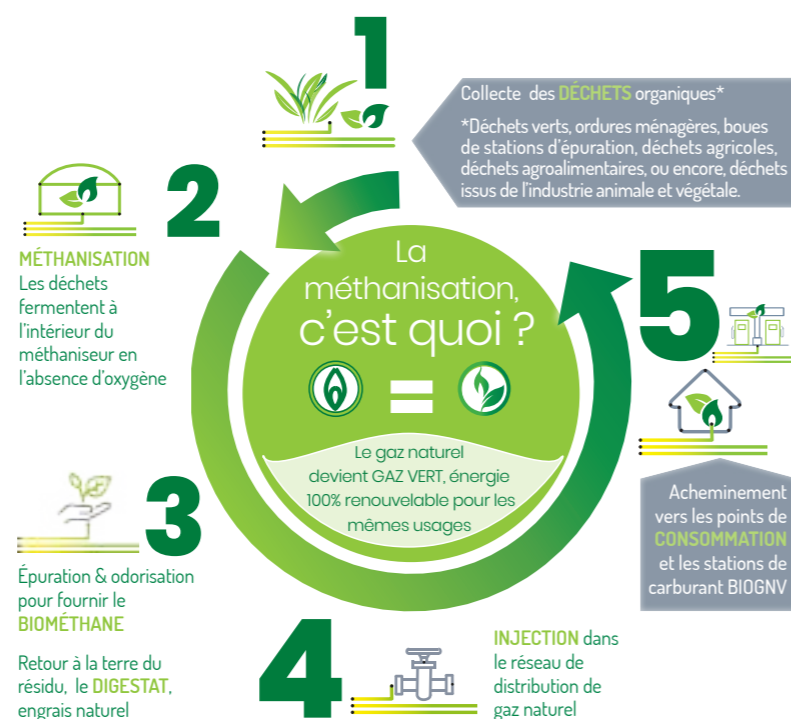 1
Collecte des DÉCHETS organiques*
*Déchets verts, ordures ménagères, boues
de stations d'épuration, déchets agricoles,
déchets agroalimentaires, ou encore, déchets
issus de l'industrie animale et végétale.
2
MÉTHANISATION
Les déchets
fermentent à
l'intérieur du
méthaniseur en
l'absence d'oxygène
La
méthanisation,
c'est quoi ?
=
Le gaz naturel
devient GAZ VERT, énergie
100% renouvelable pour les
mêmes usages
3
Épuration & odorisation
pour fournir le
BIOMÉTHANE
Retour à la terre du
résidu, le DIGESTAT,
engrais naturel
4
INJECTION dans
le réseau de
distribution de
gaz naturel
5
Acheminement
vers les points de
CONSOMMATION
et les stations de
carburant BIOGNV